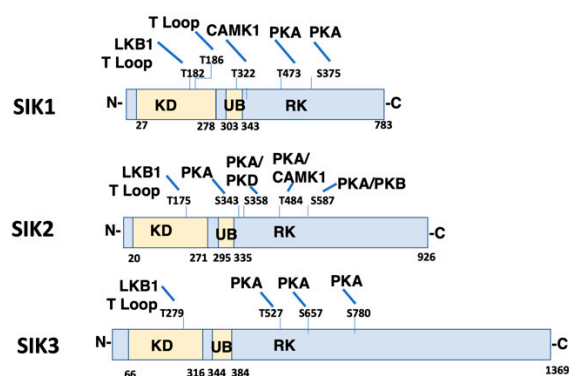 T Loop
LKB1 T186 CAMK1 PKA PKA
T Loop T182 T322 T473 S375
SIK1 N- KD UB RK -C
27 278 303 343 783
PKA/ PKA/
LKB1 PKA PKD CAMK1 PKA/PKB
T Loop T175 S343 S358 T484 S587
SIK2 N- KD UB RK -C
20 271 295 335 926
LKB1 PKA PKA PKA
T Loop T279 T527 S657 S780
SIK3 N- KD UB RK C
66 316 344 384 1369